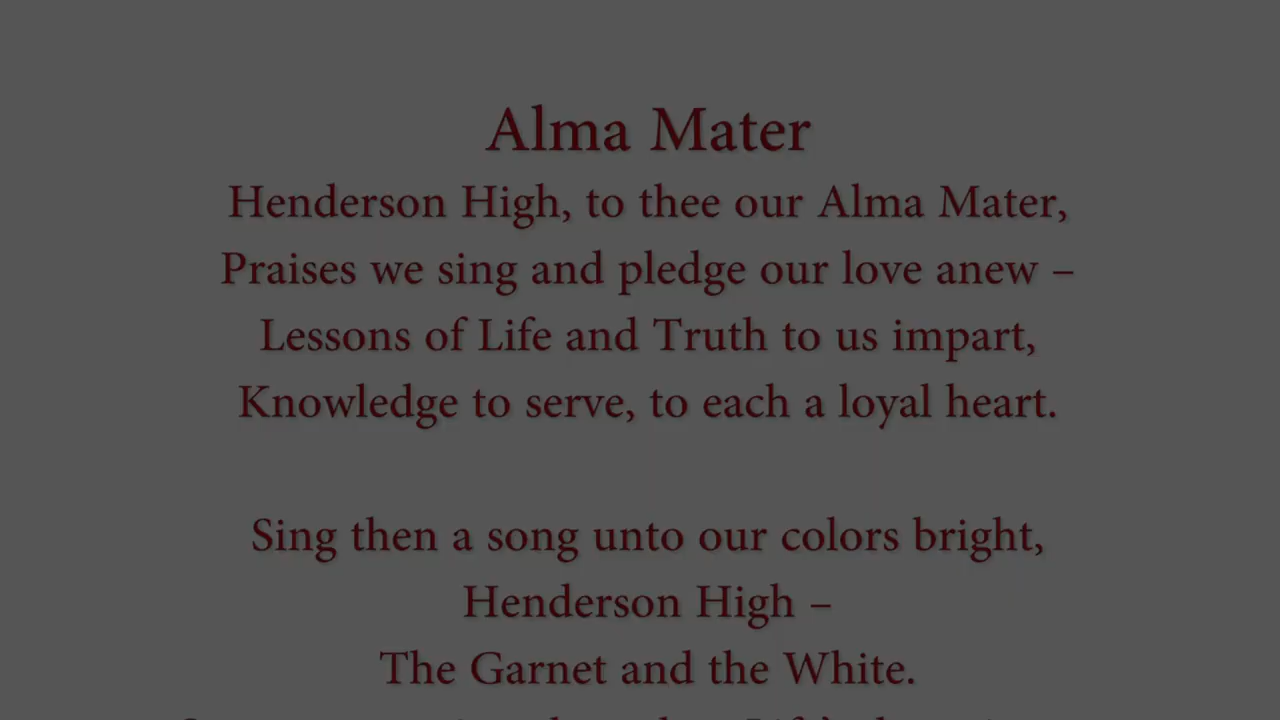 Alma Mater
Henderson High, to thee our Alma Mater,
Praises we sing and pledge our love anew –
Lessons of Life and Truth to us impart,
Knowledge to serve, to each a loyal heart.
Sing then a song unto our colors bright,
Henderson High –
The Garnet and the White.